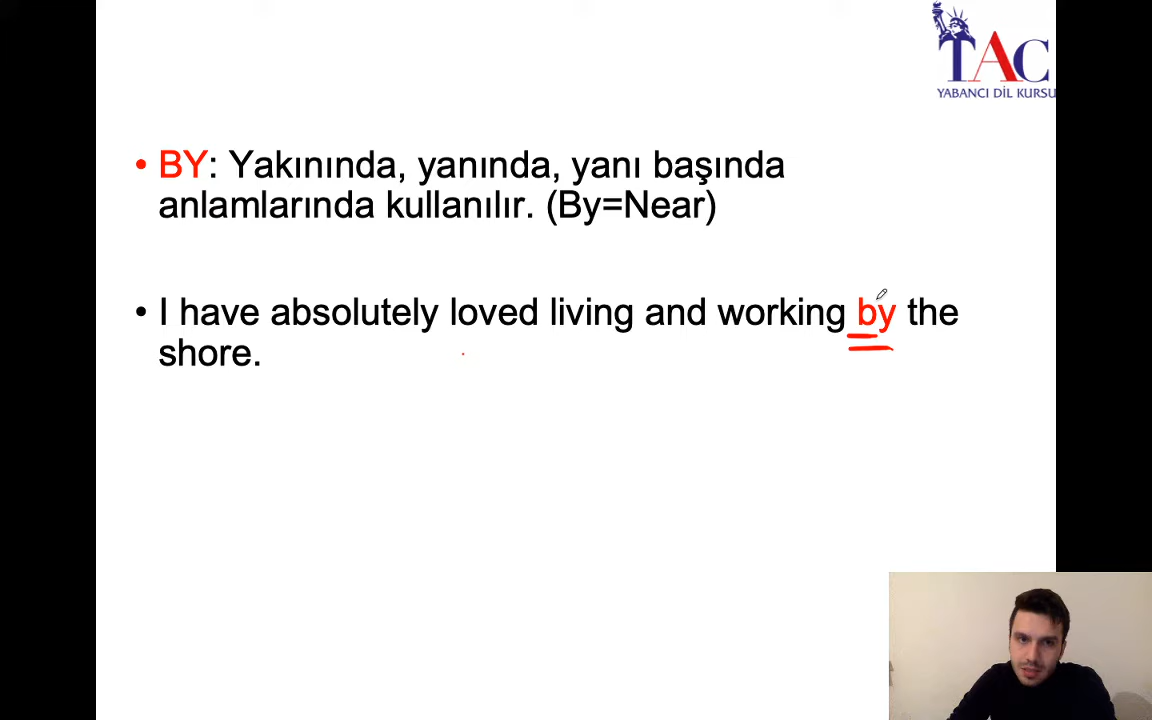 TAC
YABANCI DİL KURSU
• BY: Yakınında, yanında, yanı başında
anlamlarında kullanılır. (By=Near)
• I have absolutely loved living and working by the
shore.